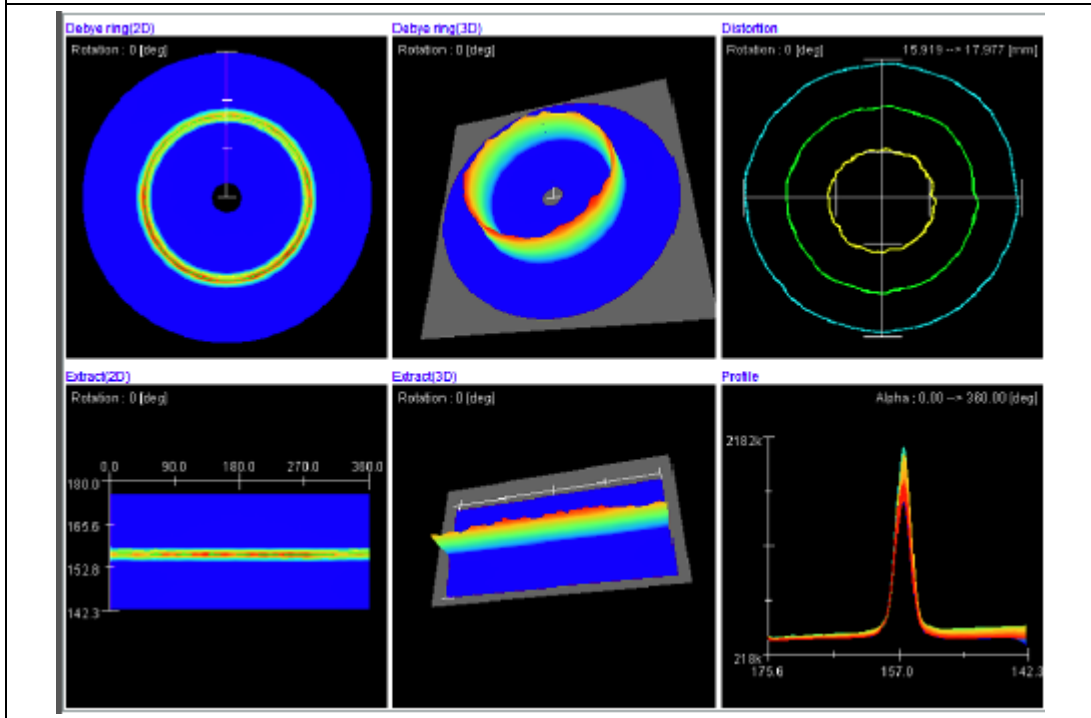 Debye ring(2D)
Rotation : 0 [deg]
Debye ring(3D)
Distortion
Rotation : 0 [deg]
15.919 --> 17.977 [mm]
Extract(2D)
Rotation : 0 [deg]
0.0 90.0 180.0 270.0 360.0
180.0
165.6
152.8
142.3
Extract(3D)
Rotation : 0 [deg]
Profile
Alpha : 0.00 --> 360.00 [deg]
2182k
218k
175.6 157.0 142.3